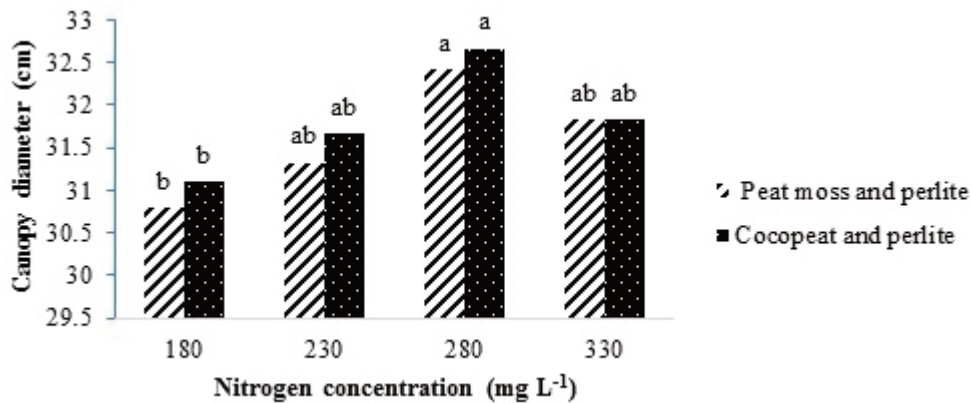 Canopy diameter (cm)
33
32.5
32
31.5
31
30.5
30
29.5
b
b
ab
ab
a
a
ab
ab
180
230
280
330
Nitrogen concentration (mg L⁻¹)
Peat moss and perlite
Cocopeat and perlite